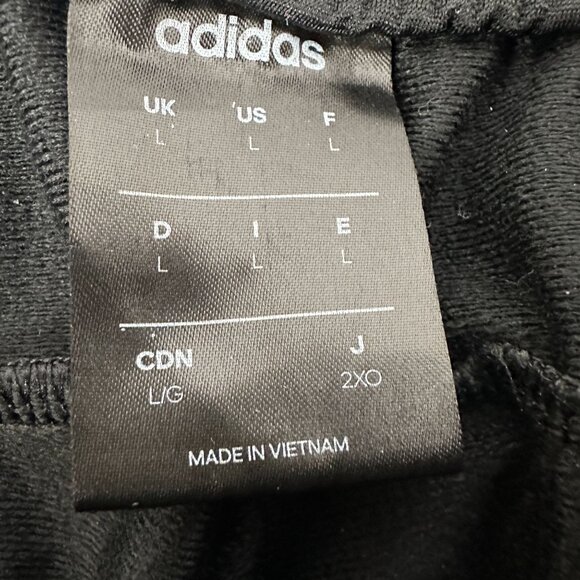 adidas
UK US F
L L L
D I E
L L L
CDN J
L/G 2XO
MADE IN VIETNAM